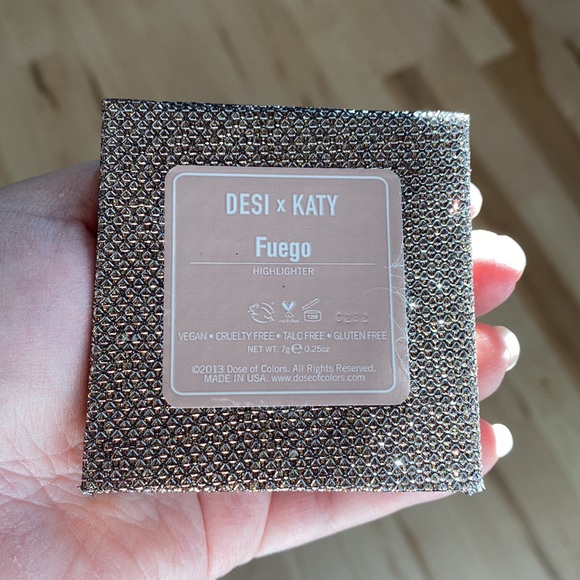 DESI x KATY
Fuego
HIGHLIGHTER
12M
VEGAN • CRUELTY FREE • TALC FREE • GLUTEN FREE
NET WT. 7g ℮ 0.25oz
©2013 Dose of Colors. All Rights Reserved.
MADE IN USA. www.doseofcolors.com